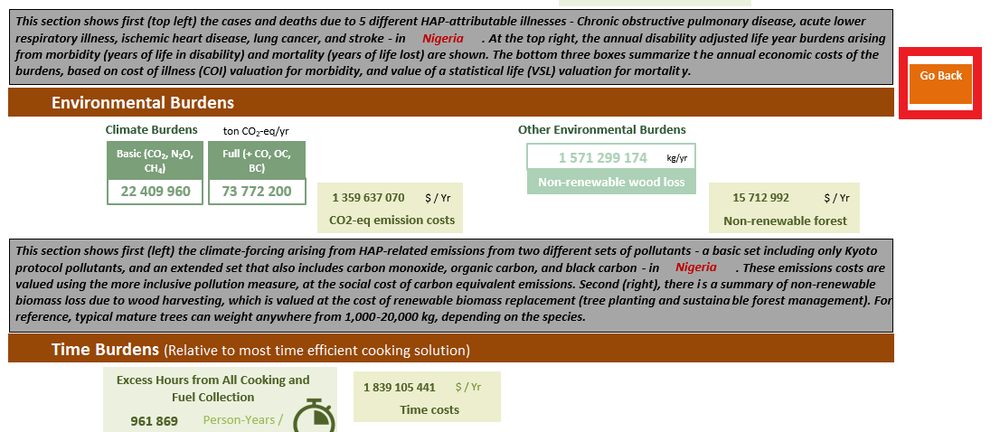 This section shows first (top left) the cases and deaths due to 5 different HAP-attributable illnesses - Chronic obstructive pulmonary disease, acute lower
respiratory illness, ischemic heart disease, lung cancer, and stroke - in Nigeria . At the top right, the annual disability adjusted life year burdens arising
from morbidity (years of life in disability) and mortality (years of life lost) are shown. The bottom three boxes summarize the annual economic costs of the
burdens, based on cost of illness (COI) valuation for morbidity, and value of a statistical life (VSL) valuation for mortality.
Go Back
Environmental Burdens
Climate Burdens ton CO₂-eq/yr
Basic (CO₂, N₂O,
CH₄)
Full (+ CO, OC,
BC)
22 409 960
73 772 200
1 359 637 070 $ / Yr
CO2-eq emission costs
Other Environmental Burdens
1 571 299 174 kg/yr
Non-renewable wood loss
15 712 992 $ / Yr
Non-renewable forest
This section shows first (left) the climate-forcing arising from HAP-related emissions from two different sets of pollutants - a basic set including only Kyoto
protocol pollutants, and an extended set that also includes carbon monoxide, organic carbon, and black carbon - in Nigeria . These emissions costs are
valued using the more inclusive pollution measure, at the social cost of carbon equivalent emissions. Second (right), there is a summary of non-renewable
biomass loss due to wood harvesting, which is valued at the cost of renewable biomass replacement (tree planting and sustainable forest management). For
reference, typical mature trees can weight anywhere from 1,000-20,000 kg, depending on the species.
Time Burdens (Relative to most time efficient cooking solution)
Excess Hours from All Cooking and
Fuel Collection
961 869 Person-Years /
1 839 105 441 $ / Yr
Time costs